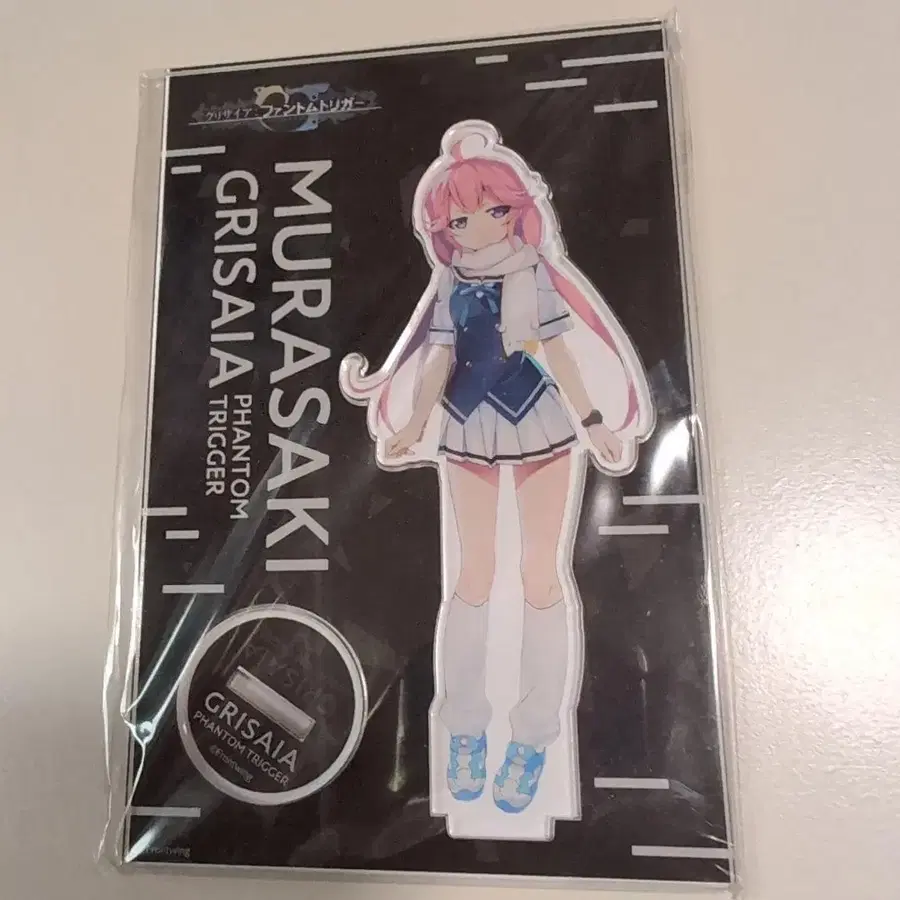 グリザイア:ファントムトリガー
MURASAKI
GRISAIA
PHANTOM
TRIGGER
GRISAIA
PHANTOM TRIGGER
©Frontwing